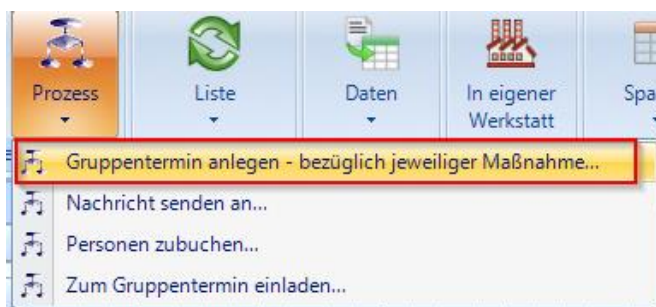 Prozess Liste Daten In eigener Werkstatt Spa
Gruppentermin anlegen - bezüglich jeweiliger Maßnahme...
Nachricht senden an...
Personen zubuchen...
Zum Gruppentermin einladen...